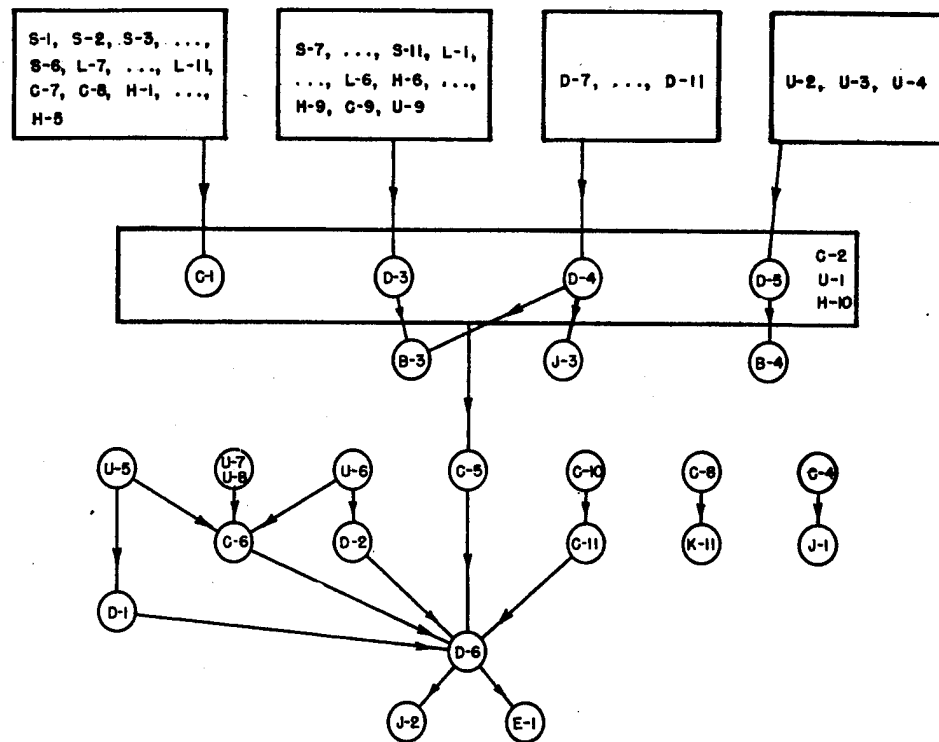 S-1, S-2, S-3, ...,
S-6, L-7, ..., L-11,
C-7, C-8, H-1, ...,
H-5
S-7, ..., S-11, L-1,
..., L-6, H-6, ...,
H-9, C-9, U-9
D-7, ..., D-11
U-2, U-3, U-4
C-1
D-3
D-4
D-5
C-2
U-1
H-10
B-3
J-3
B-4
U-5
U-7
U-8
U-6
C-5
C-10
C-8
C-4
C-6
D-2
C-11
K-11
J-1
D-1
D-6
J-2
E-1